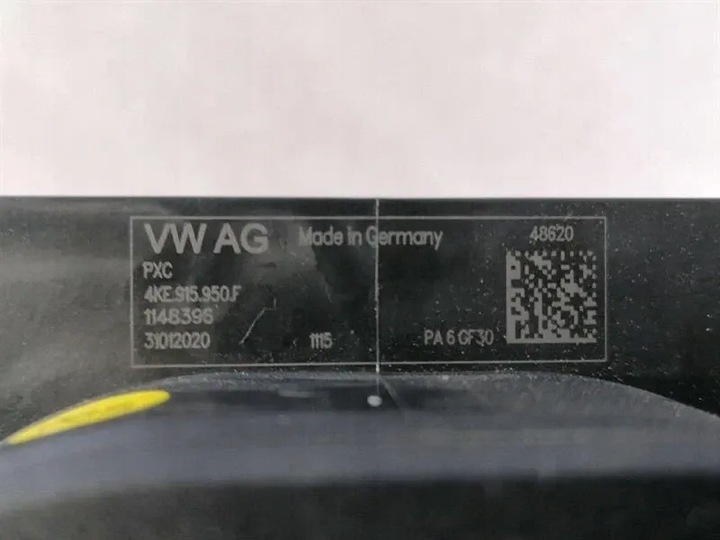 VW AG Made in Germany 48620
PXC
4KE.915.950.F
1148396
31012020 1115 PA 6 GF30